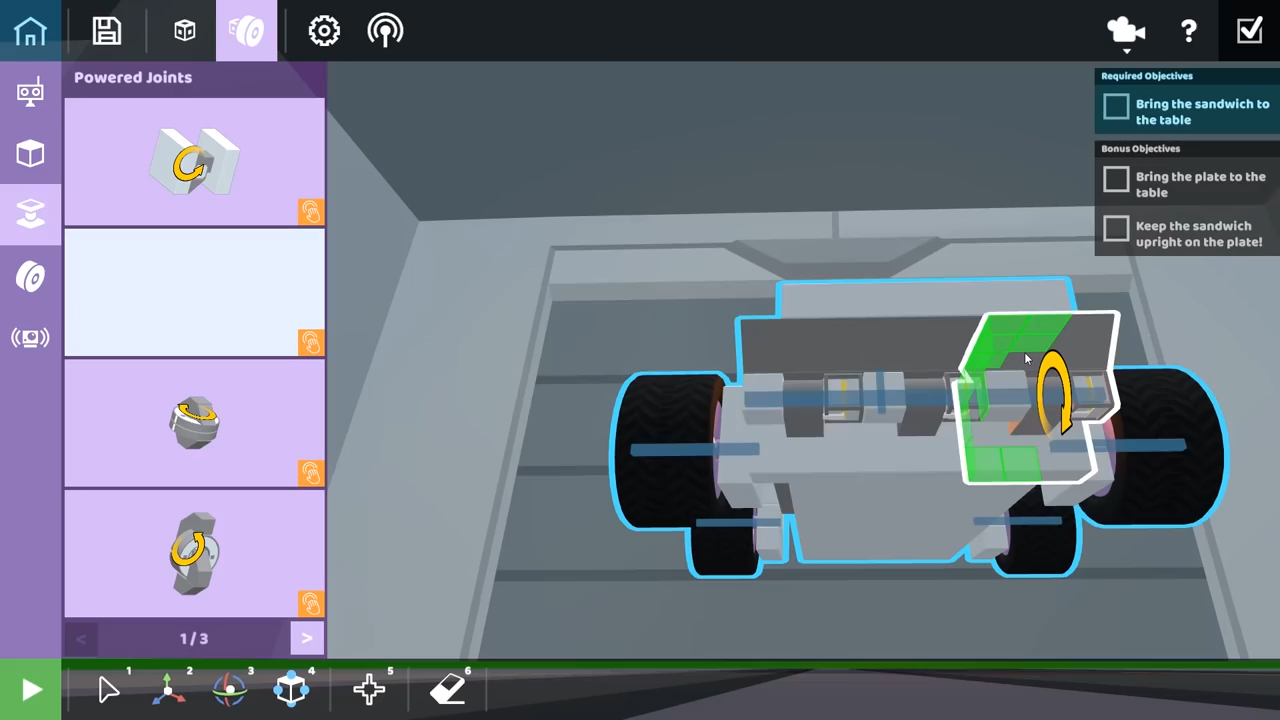 Powered Joints
Required Objectives
Bring the sandwich to
the table
Bonus Objectives
Bring the plate to the
table
Keep the sandwich
upright on the plate!
?
< 1/3 >
1 2 3 4 5 6